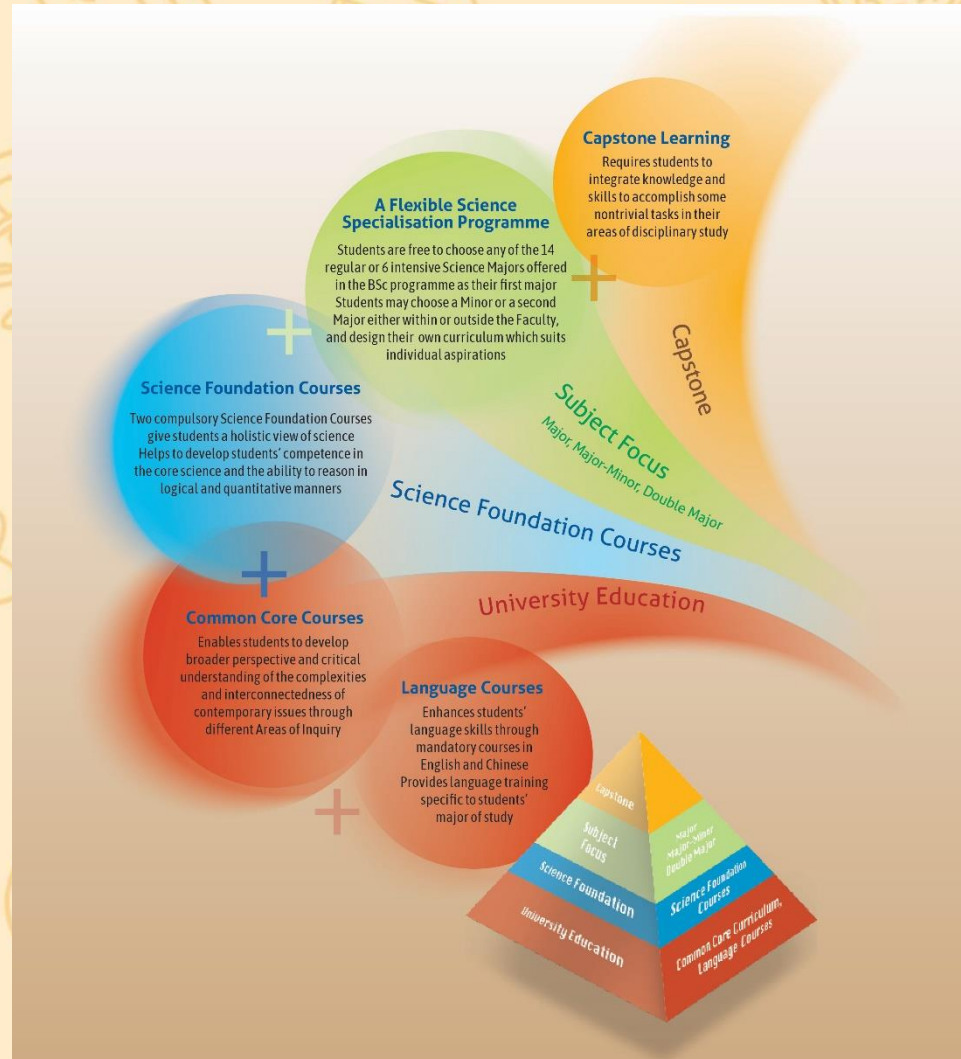 Capstone Learning
Requires students to
integrate knowledge and
skills to accomplish some
nontrivial tasks in their
areas of disciplinary study
A Flexible Science
Specialisation Programme
Students are free to choose any of the 14
regular or 6 intensive Science Majors offered
in the BSc programme as their first major
Students may choose a Minor or a second
Major either within or outside the Faculty,
and design their own curriculum which suits
individual aspirations
Capstone
Subject Focus
Major, Major-Minor, Double Major
Science Foundation Courses
Two compulsory Science Foundation Courses
give students a holistic view of science
Helps to develop students' competence in
the core science and the ability to reason in
logical and quantitative manners
Science Foundation Courses
University Education
Common Core Courses
Enables students to develop
broader perspective and critical
understanding of the complexities
and interconnectedness of
contemporary issues through
different Areas of Inquiry
Language Courses
Enhances students'
language skills through
mandatory courses in
English and Chinese
Provides language training
specific to students'
major of study
Capstone
Subject
Focus
Major
Major-Minor
Double Major
Science Foundation
Science Foundation
Courses
University Education
Common Core Curriculum,
Language Courses